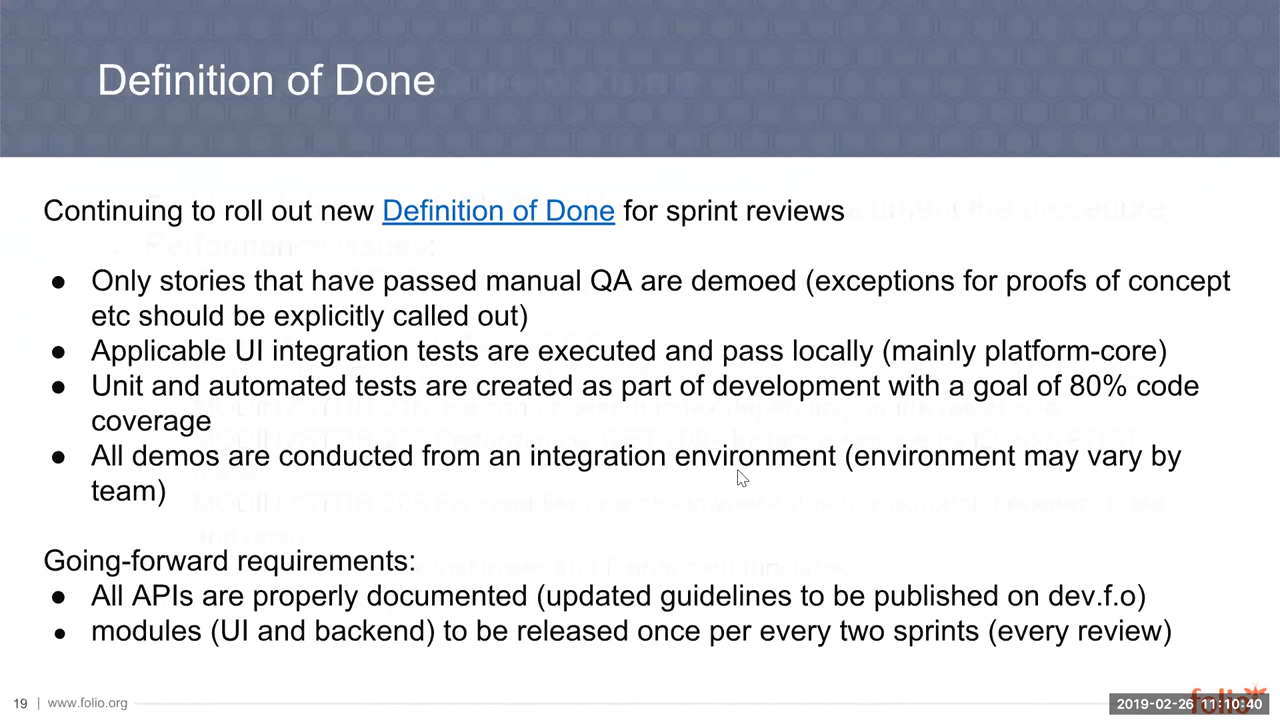 Definition of Done
Continuing to roll out new Definition of Done for sprint reviews
● Only stories that have passed manual QA are demoed (exceptions for proofs of concept
etc should be explicitly called out)
● Applicable UI integration tests are executed and pass locally (mainly platform-core)
● Unit and automated tests are created as part of development with a goal of 80% code
coverage
● All demos are conducted from an integration environment (environment may vary by
team)
Going-forward requirements:
● All APIs are properly documented (updated guidelines to be published on dev.f.o)
● modules (UI and backend) to be released once per every two sprints (every review)
19 | www.folio.org
folio
2019-02-26 11:10:40